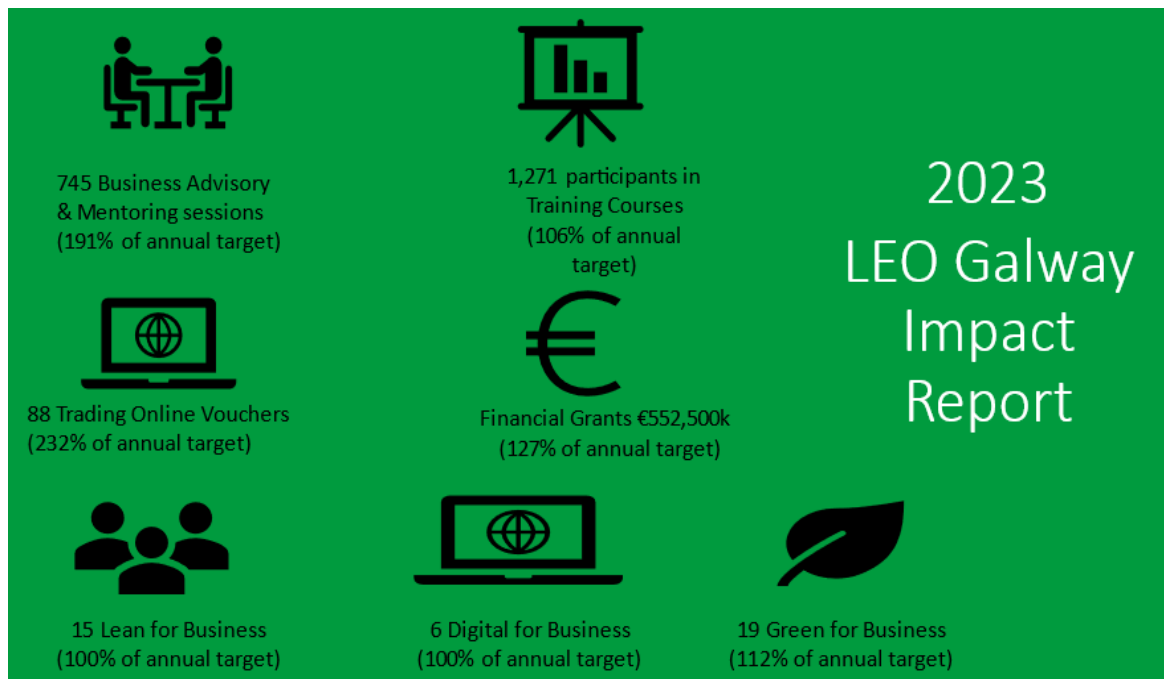 745 Business Advisory
& Mentoring sessions
(191% of annual target)
1,271 participants in
Training Courses
(106% of annual
target)
2023
LEO Galway
Impact
Report
88 Trading Online Vouchers
(232% of annual target)
Financial Grants €552,500k
(127% of annual target)
15 Lean for Business
(100% of annual target)
6 Digital for Business
(100% of annual target)
19 Green for Business
(112% of annual target)